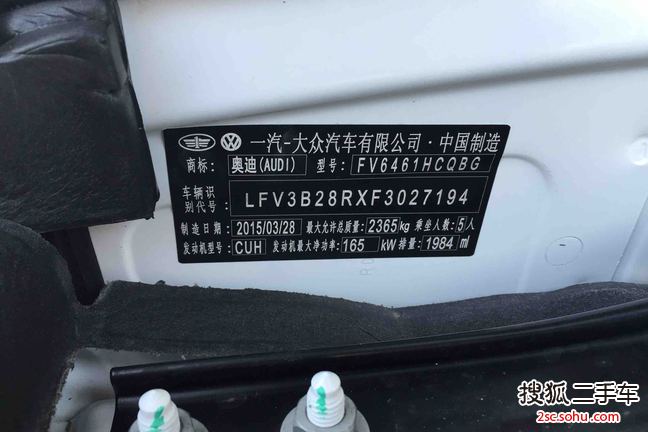 一汽-大众汽车有限公司·中国制造
商标: 奥迪(AUDI) 型号: FV6461HCQBG
车辆识别代号: LFV3B28RXF3027194
制造日期: 2015/03/28 最大允许总质量: 2365kg 乘坐人数: 5人
发动机型号: CUH 发动机最大净功率: 165 kW 排量: 1984 ml
搜狐二手车
2sc.sohu.com